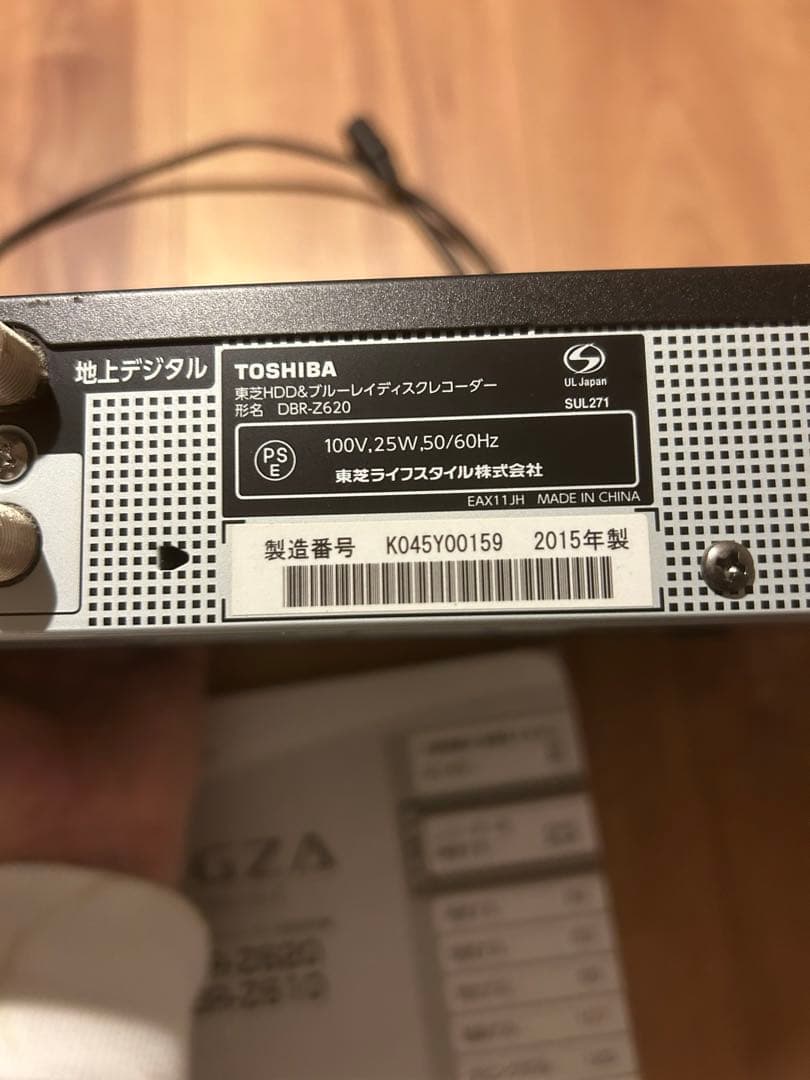 地上デジタル
TOSHIBA
東芝HDD&ブルーレイディスクレコーダー
形名 DBR-Z620
UL Japan
SUL271
PS
E
100V,25W,50/60Hz
東芝ライフスタイル株式会社
EAX11JH MADE IN CHINA
製造番号 K045Y00159 2015年製
GZA